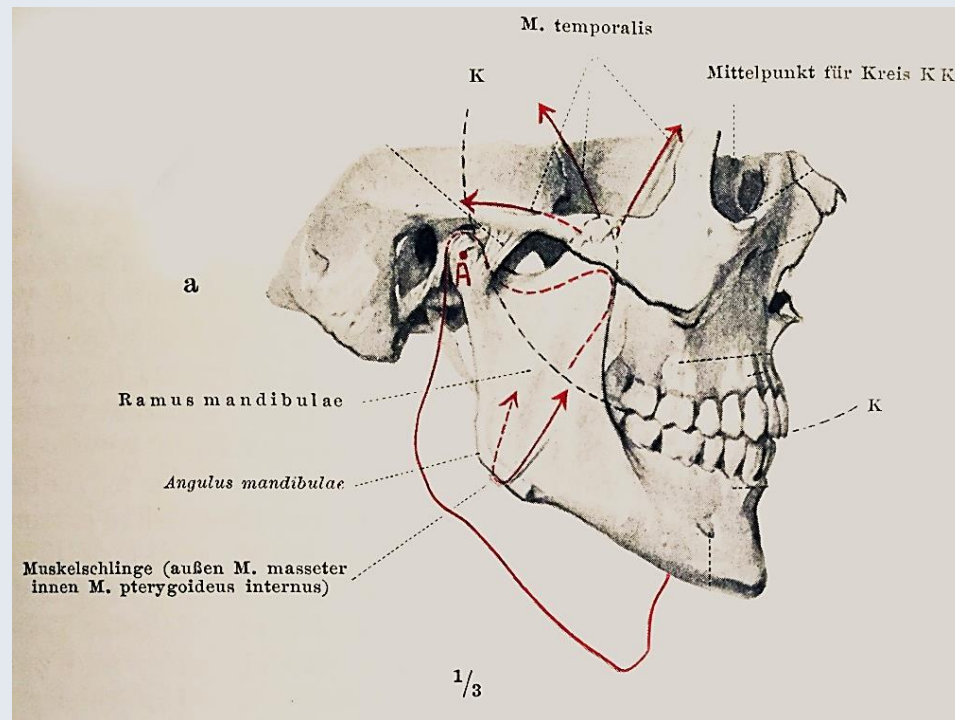 M. temporalis
K
Mittelpunkt für Kreis K K
A
a
Ramus mandibulae
K
Angulus mandibulae
Muskelschlinge (außen M. masseter
innen M. pterygoideus internus)
1/3